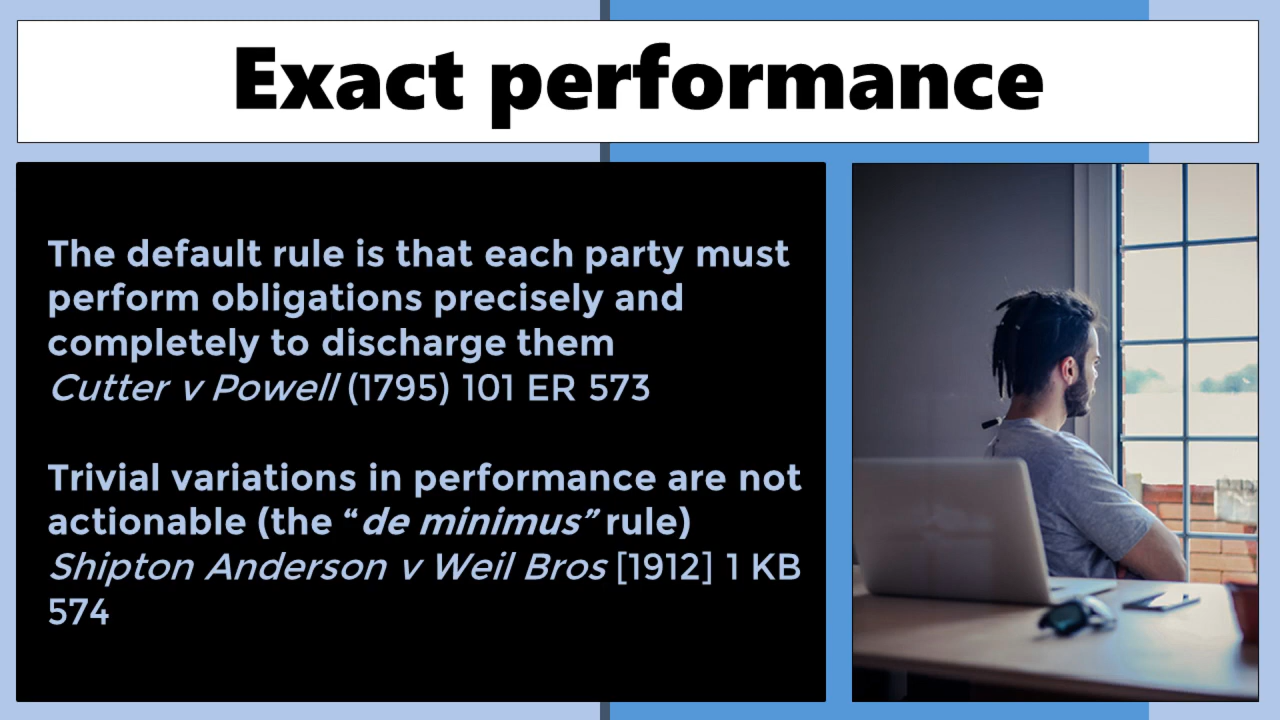 Exact performance
The default rule is that each party must
perform obligations precisely and
completely to discharge them
Cutter v Powell (1795) 101 ER 573
Trivial variations in performance are not
actionable (the “de minimus” rule)
Shipton Anderson v Weil Bros [1912] 1 KB
574